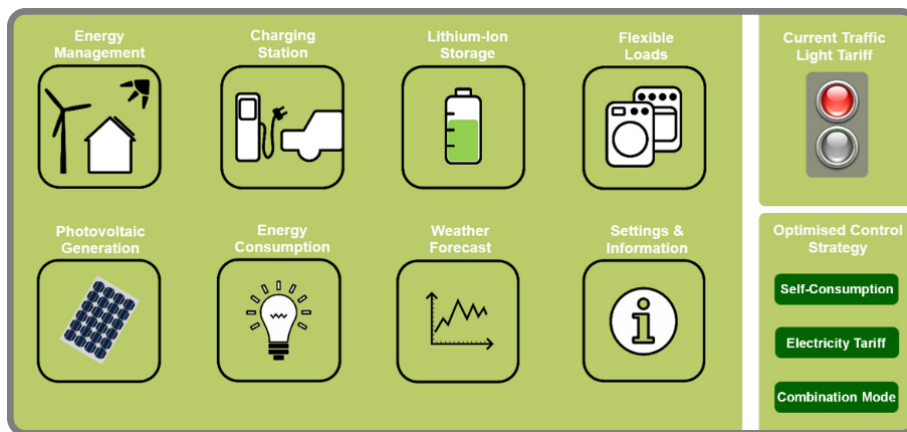 Energy
Management
Charging
Station
Lithium-Ion
Storage
Flexible
Loads
Current Traffic
Light Tariff
Photovoltaic
Generation
Energy
Consumption
Weather
Forecast
Settings &
Information
Optimised Control
Strategy
Self-Consumption
Electricity Tariff
Combination Mode